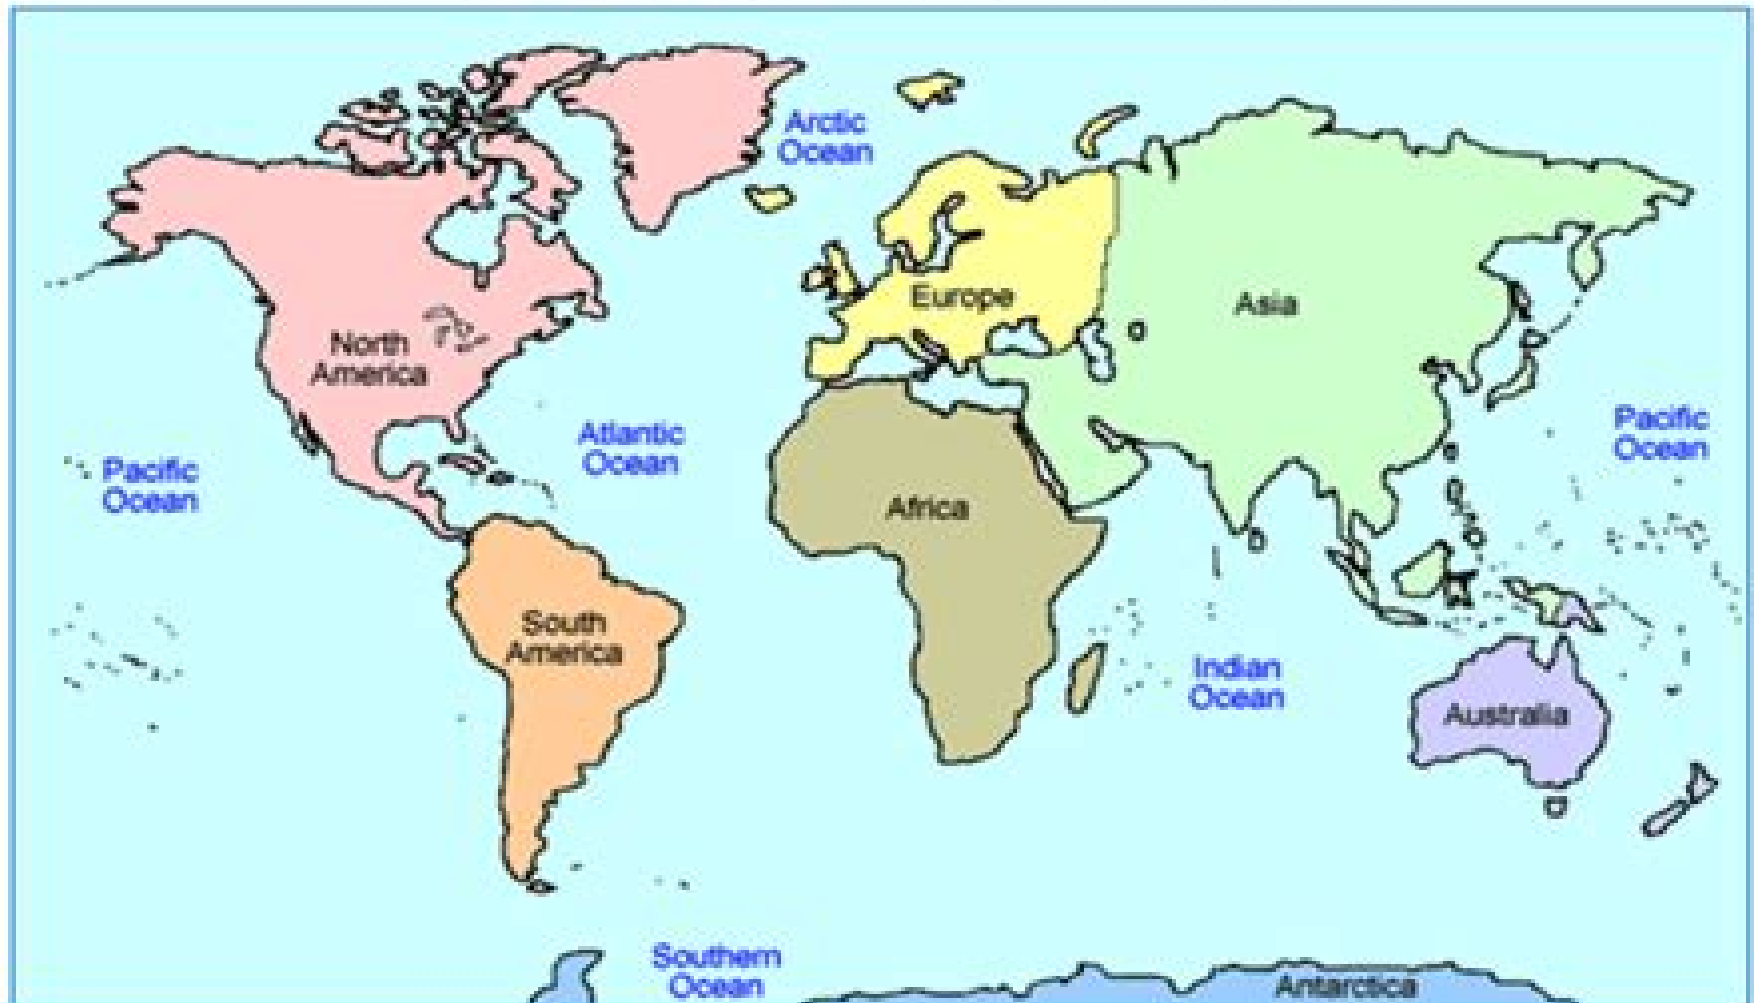 Arctic
Ocean
Europe
Asia
North
America
Atlantic
Ocean
Pacific
Ocean
Pacific
Ocean
Africa
South
America
Indian
Ocean
Australia
Southern
Ocean
Antarctica